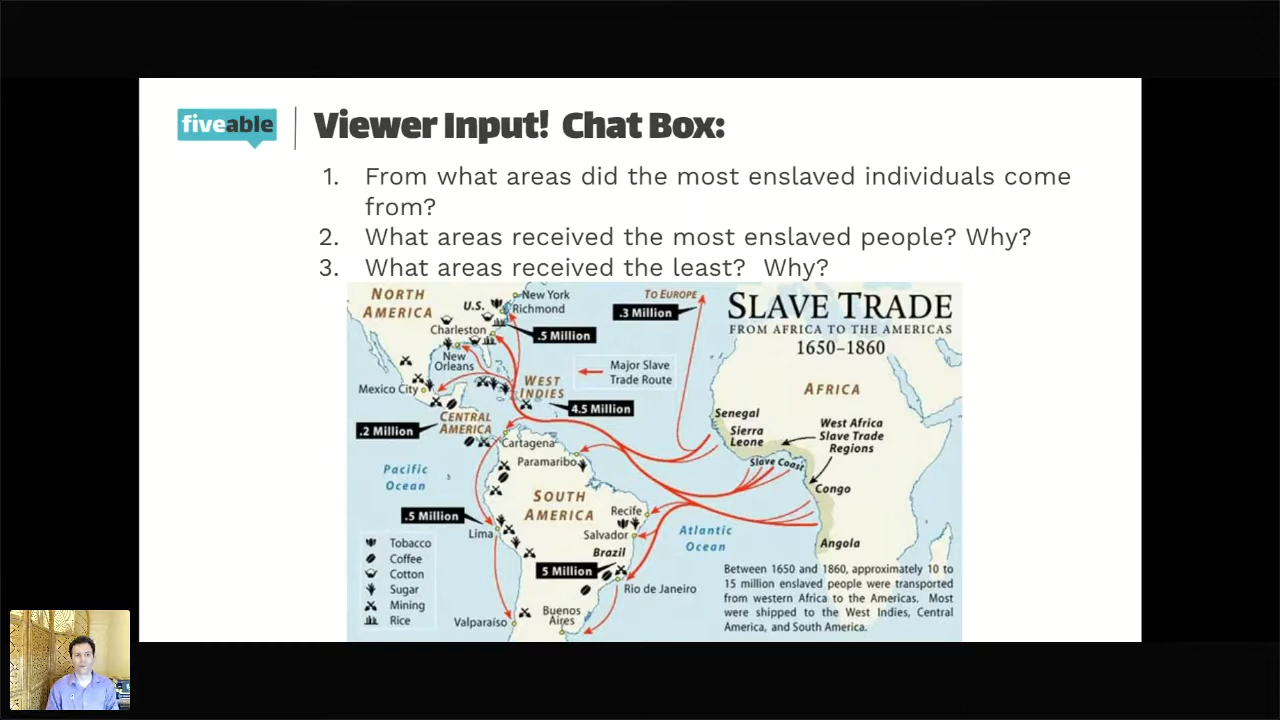 fiveable
Viewer Input! Chat Box:
1. From what areas did the most enslaved individuals come
from?
2. What areas received the most enslaved people? Why?
3. What areas received the least? Why?
NORTH
AMERICA
U.S.
New York
Richmond
Charleston
.5 Million
New
Orleans
Mexico City
WEST
INDIES
4.5 Million
CENTRAL
AMERICA
.2 Million
TO EUROPE
.3 Million
Major Slave
Trade Route
SLAVE TRADE
FROM AFRICA TO THE AMERICAS
1650–1860
AFRICA
Senegal
Sierra
Leone
West Africa
Slave Trade
Regions
Slave Coast
Congo
Angola
Cartagena
Paramaribo
Pacific
Ocean
SOUTH
AMERICA
.5 Million
Lima
Recife
Salvador
Brazil
5 Million
Rio de Janeiro
Atlantic
Ocean
Valparaíso
Buenos
Aires
Tobacco
Coffee
Cotton
Sugar
Mining
Rice
Between 1650 and 1860, approximately 10 to
15 million enslaved people were transported
from western Africa to the Americas. Most
were shipped to the West Indies, Central
America, and South America.